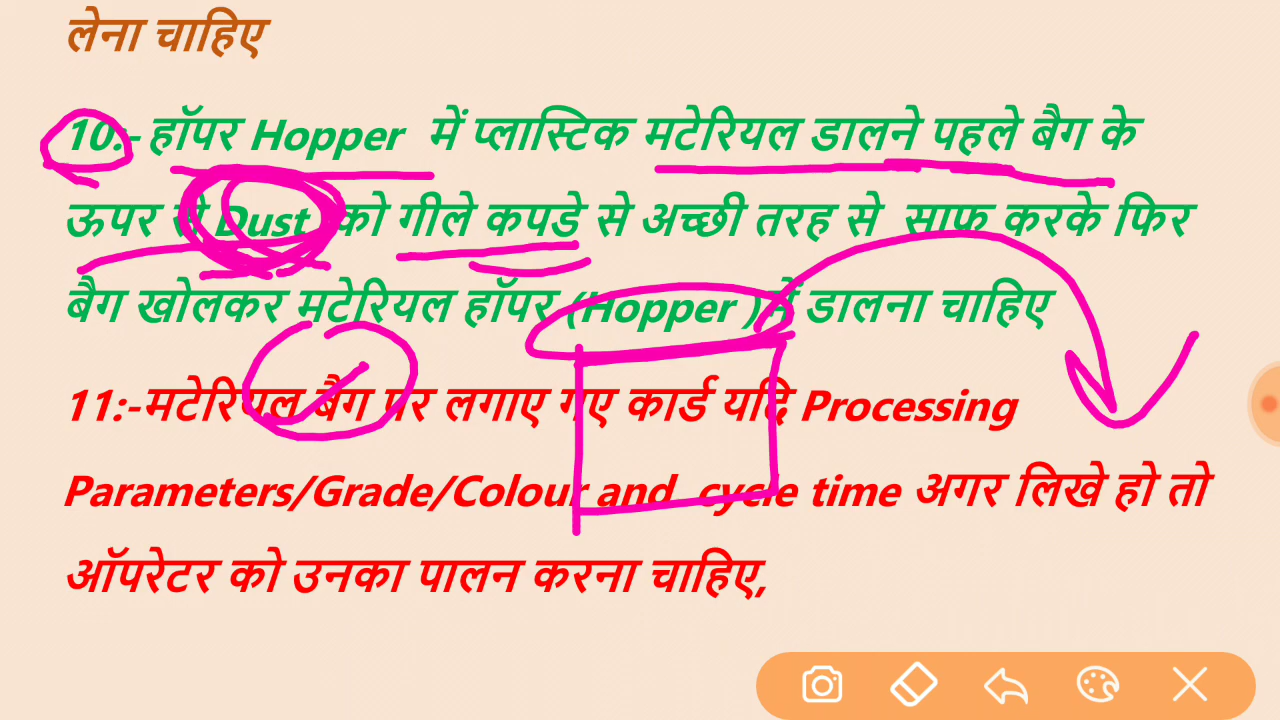 लेना चाहिए
10:- हॉपर Hopper में प्लास्टिक मटेरियल डालने पहले बैग के
ऊपर से Dust को गीले कपडे से अच्छी तरह से साफ करके फिर
बैग खोलकर मटेरियल हॉपर (Hopper )में डालना चाहिए
11:-मटेरियल बैग पर लगाए गए कार्ड यदि Processing
Parameters/Grade/Colour and cycle time अगर लिखे हो तो
ऑपरेटर को उनका पालन करना चाहिए,